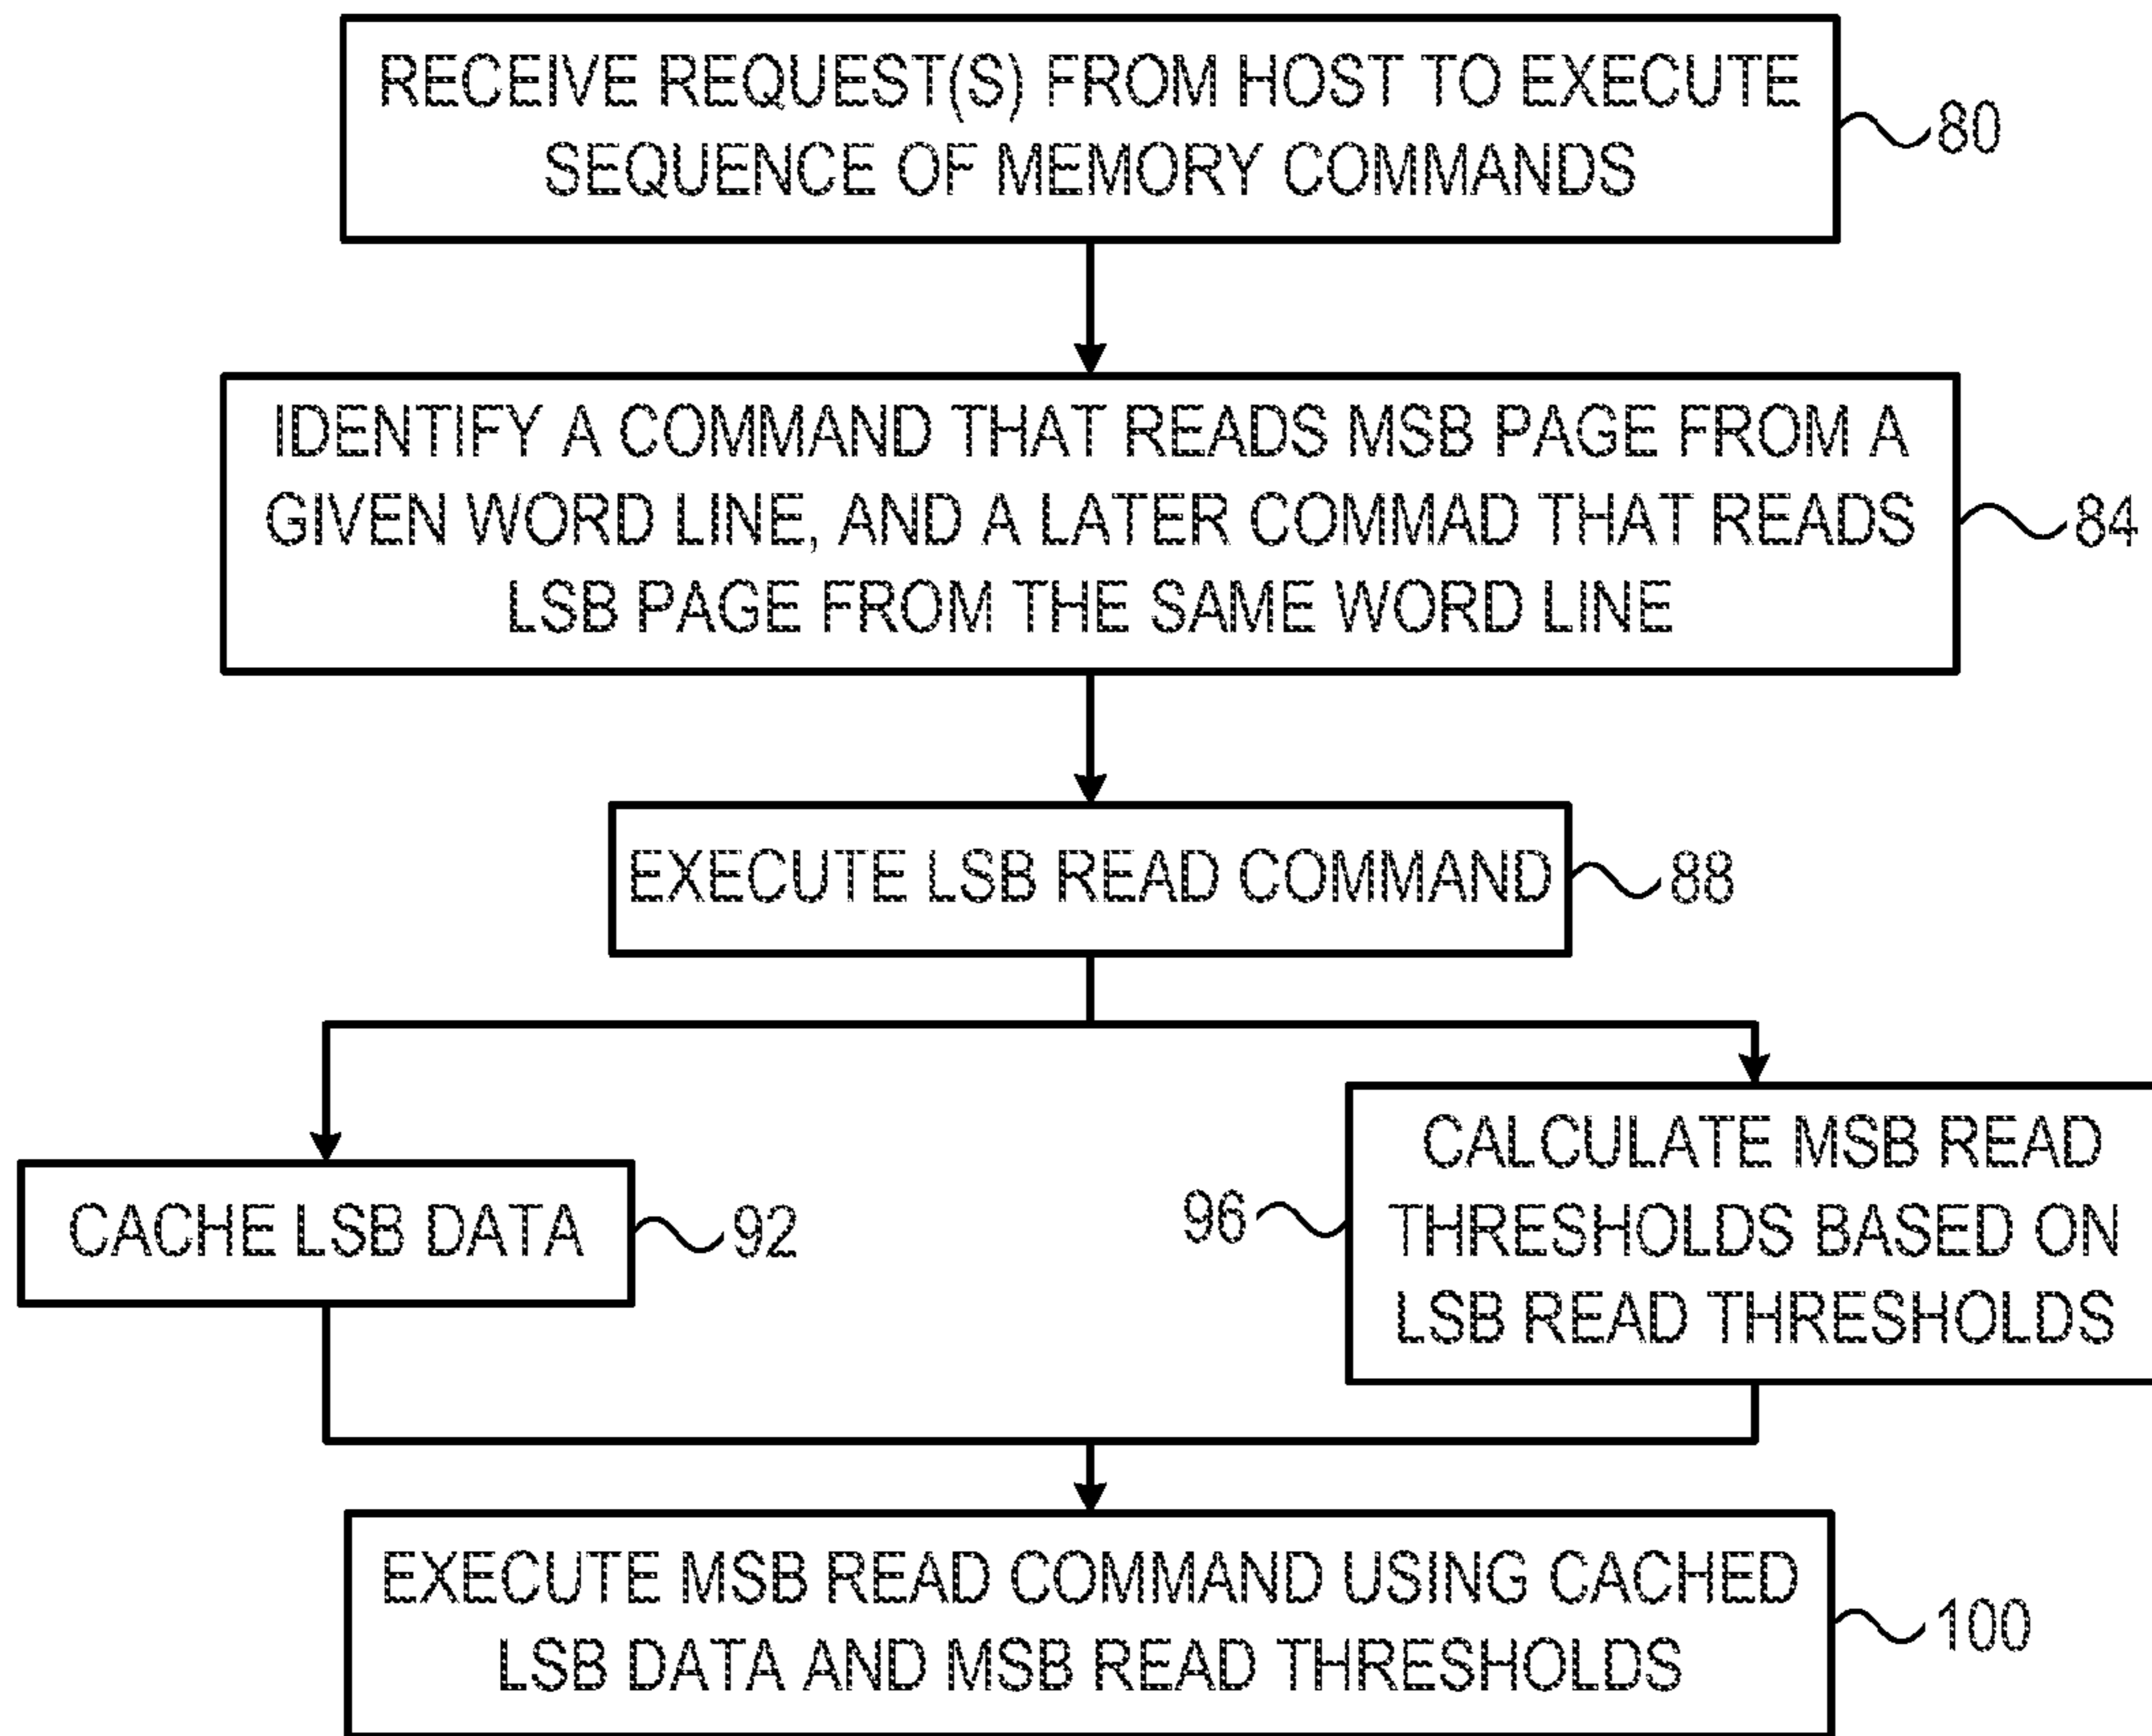 RECEIVE REQUEST(S) FROM HOST TO EXECUTE
SEQUENCE OF MEMORY COMMANDS
80
IDENTIFY A COMMAND THAT READS MSB PAGE FROM A
GIVEN WORD LINE, AND A LATER COMMAD THAT READS
LSB PAGE FROM THE SAME WORD LINE
84
EXECUTE LSB READ COMMAND
88
CACHE LSB DATA
92
96
CALCULATE MSB READ
THRESHOLDS BASED ON
LSB READ THRESHOLDS
EXECUTE MSB READ COMMAND USING CACHED
LSB DATA AND MSB READ THRESHOLDS
100